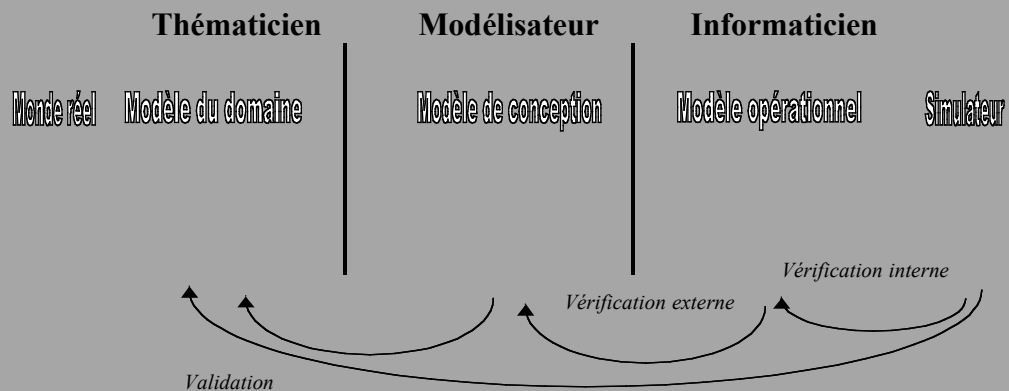 Thématicien Modélisateur Informaticien
Monde réel Modèle du domaine Modèle de conception Modèle opérationnel Simulateur
Vérification interne
Vérification externe
Validation